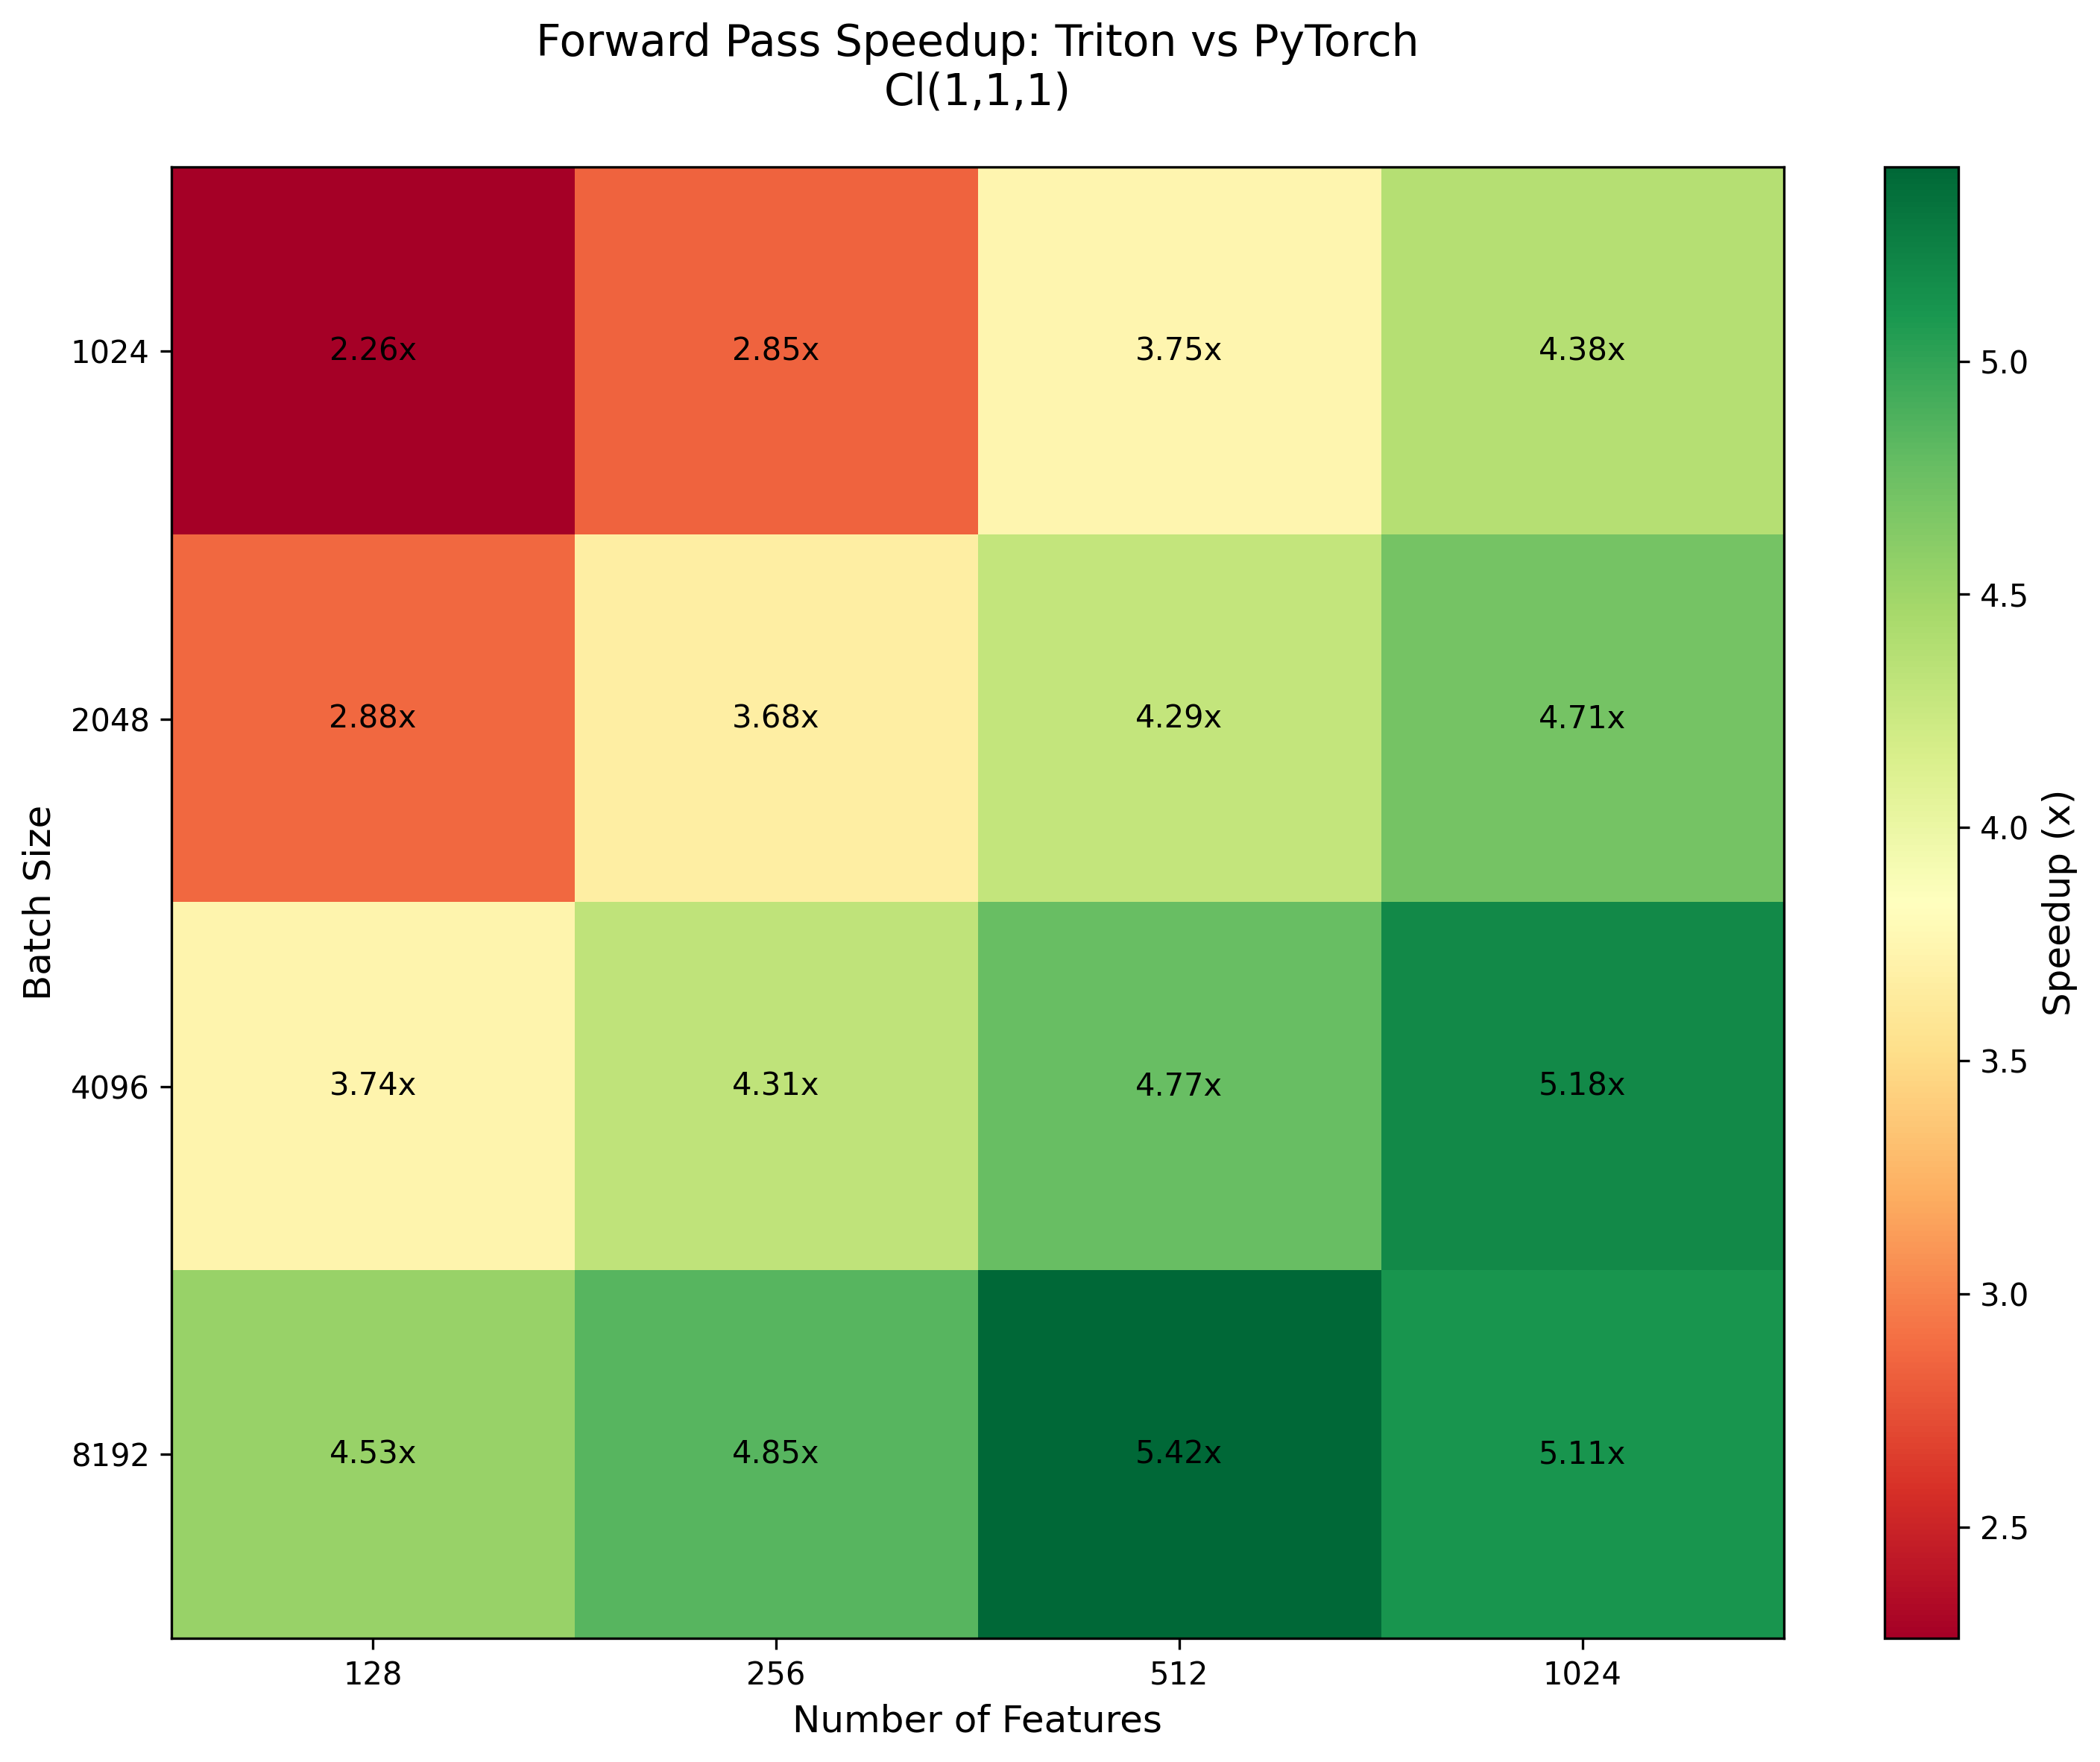 Forward Pass Speedup: Triton vs PyTorch
Cl(1,1,1)
1024 2.26x 2.85x 3.75x 4.38x
2048 2.88x 3.68x 4.29x 4.71x
4096 3.74x 4.31x 4.77x 5.18x
8192 4.53x 4.85x 5.42x 5.11x
128 256 512 1024
Number of Features
Batch Size
5.0
4.5
4.0
3.5
3.0
2.5
Speedup (x)